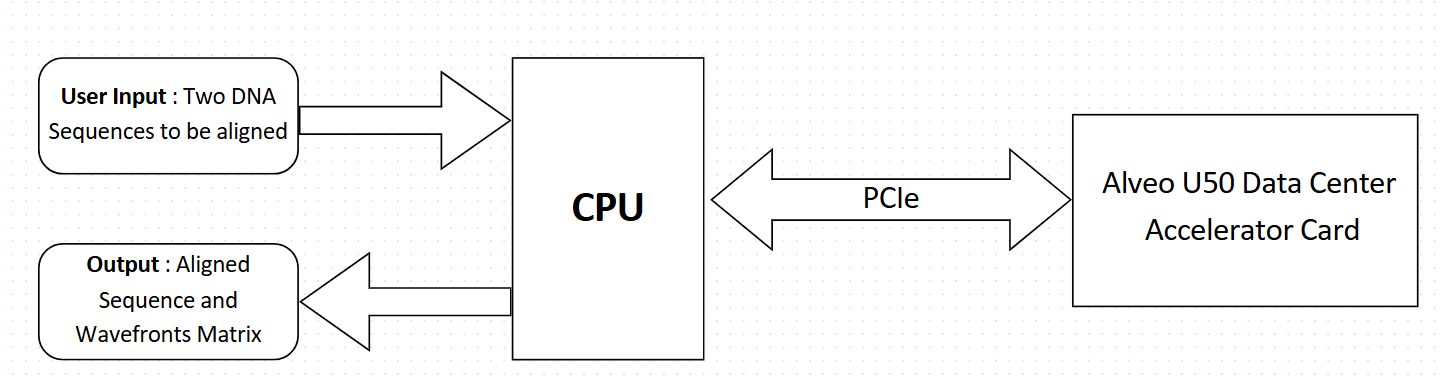 User Input : Two DNA
Sequences to be aligned
CPU
PCIe
Alveo U50 Data Center
Accelerator Card
Output : Aligned
Sequence and
Wavefronts Matrix